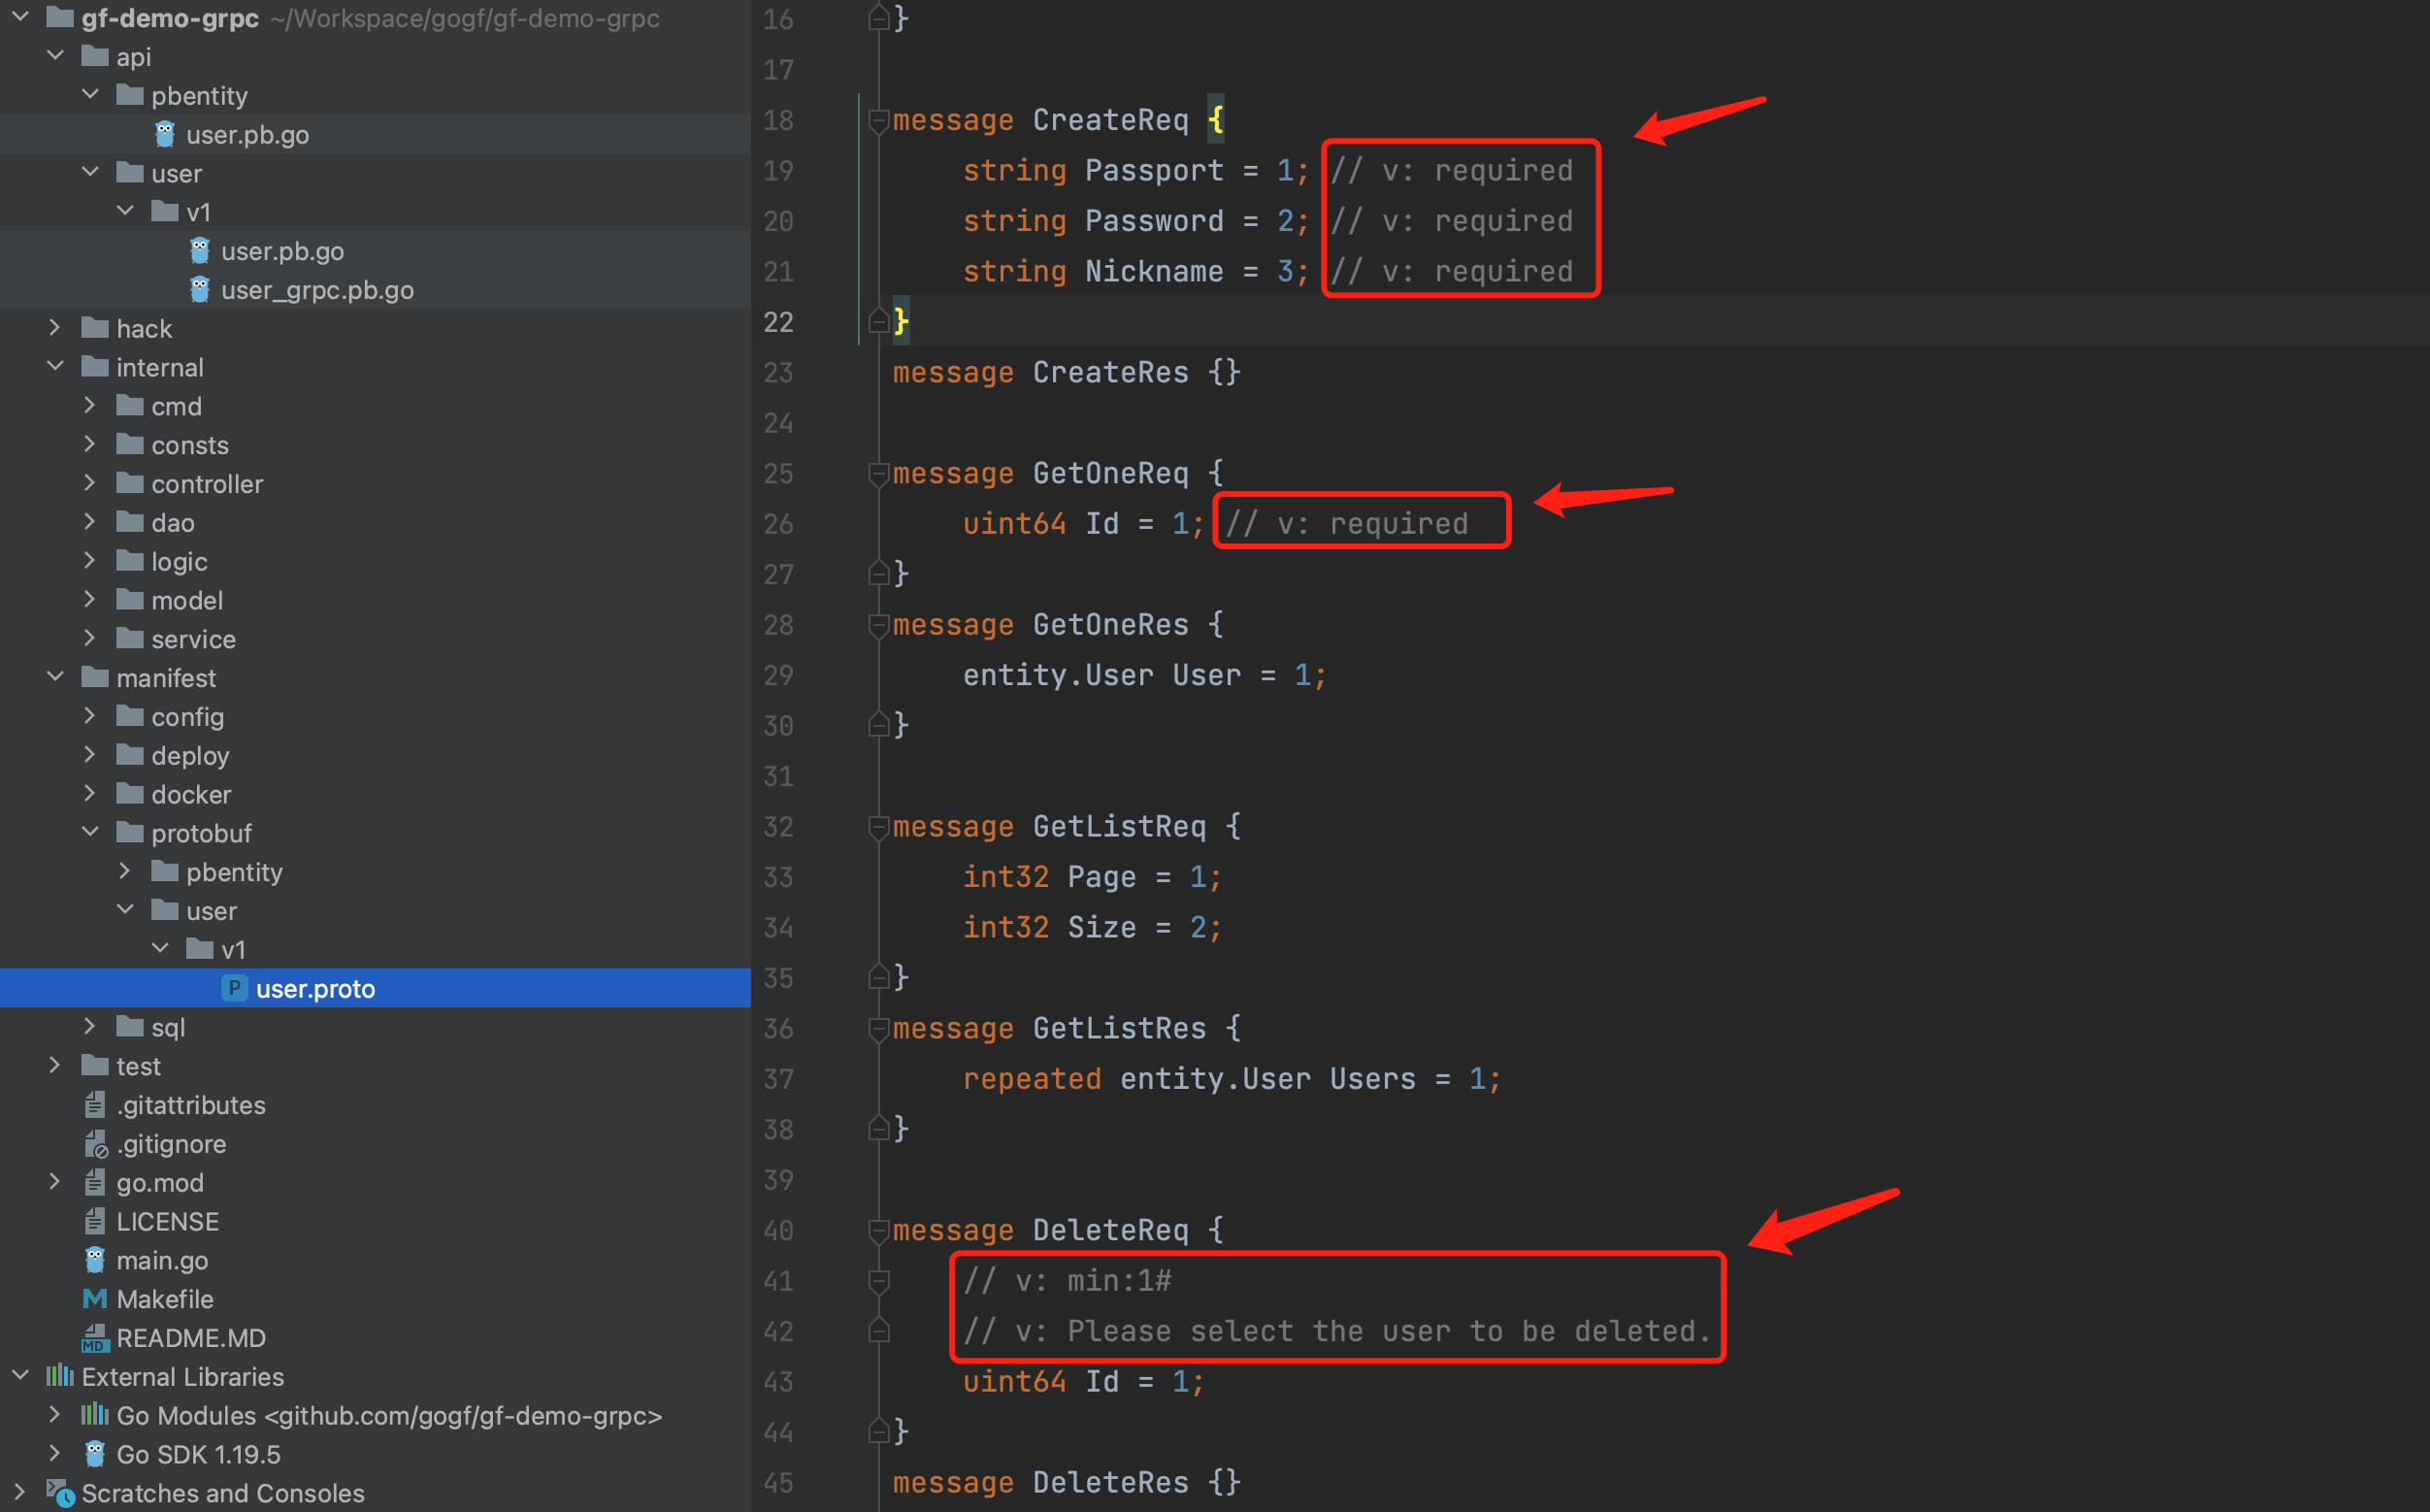 gf-demo-grpc ~/Workspace/gogf/gf-demo-grpc
api
pbentity
user.pb.go
user
v1
user.pb.go
user_grpc.pb.go
hack
internal
cmd
consts
controller
dao
logic
model
service
manifest
config
deploy
docker
protobuf
pbentity
user
v1
user.proto
sql
test
.gitattributes
.gitignore
go.mod
LICENSE
main.go
Makefile
README.MD
External Libraries
Go Modules <github.com/gogf/gf-demo-grpc>
Go SDK 1.19.5
Scratches and Consoles
16 }
17
18 message CreateReq {
19 string Passport = 1; // v: required
20 string Password = 2; // v: required
21 string Nickname = 3; // v: required
22 }
23 message CreateRes {}
24
25 message GetOneReq {
26 uint64 Id = 1; // v: required
27 }
28 message GetOneRes {
29 entity.User User = 1;
30 }
31
32 message GetListReq {
33 int32 Page = 1;
34 int32 Size = 2;
35 }
36 message GetListRes {
37 repeated entity.User Users = 1;
38 }
39
40 message DeleteReq {
41 // v: min:1#
42 // v: Please select the user to be deleted.
43 uint64 Id = 1;
44 }
45 message DeleteRes {}